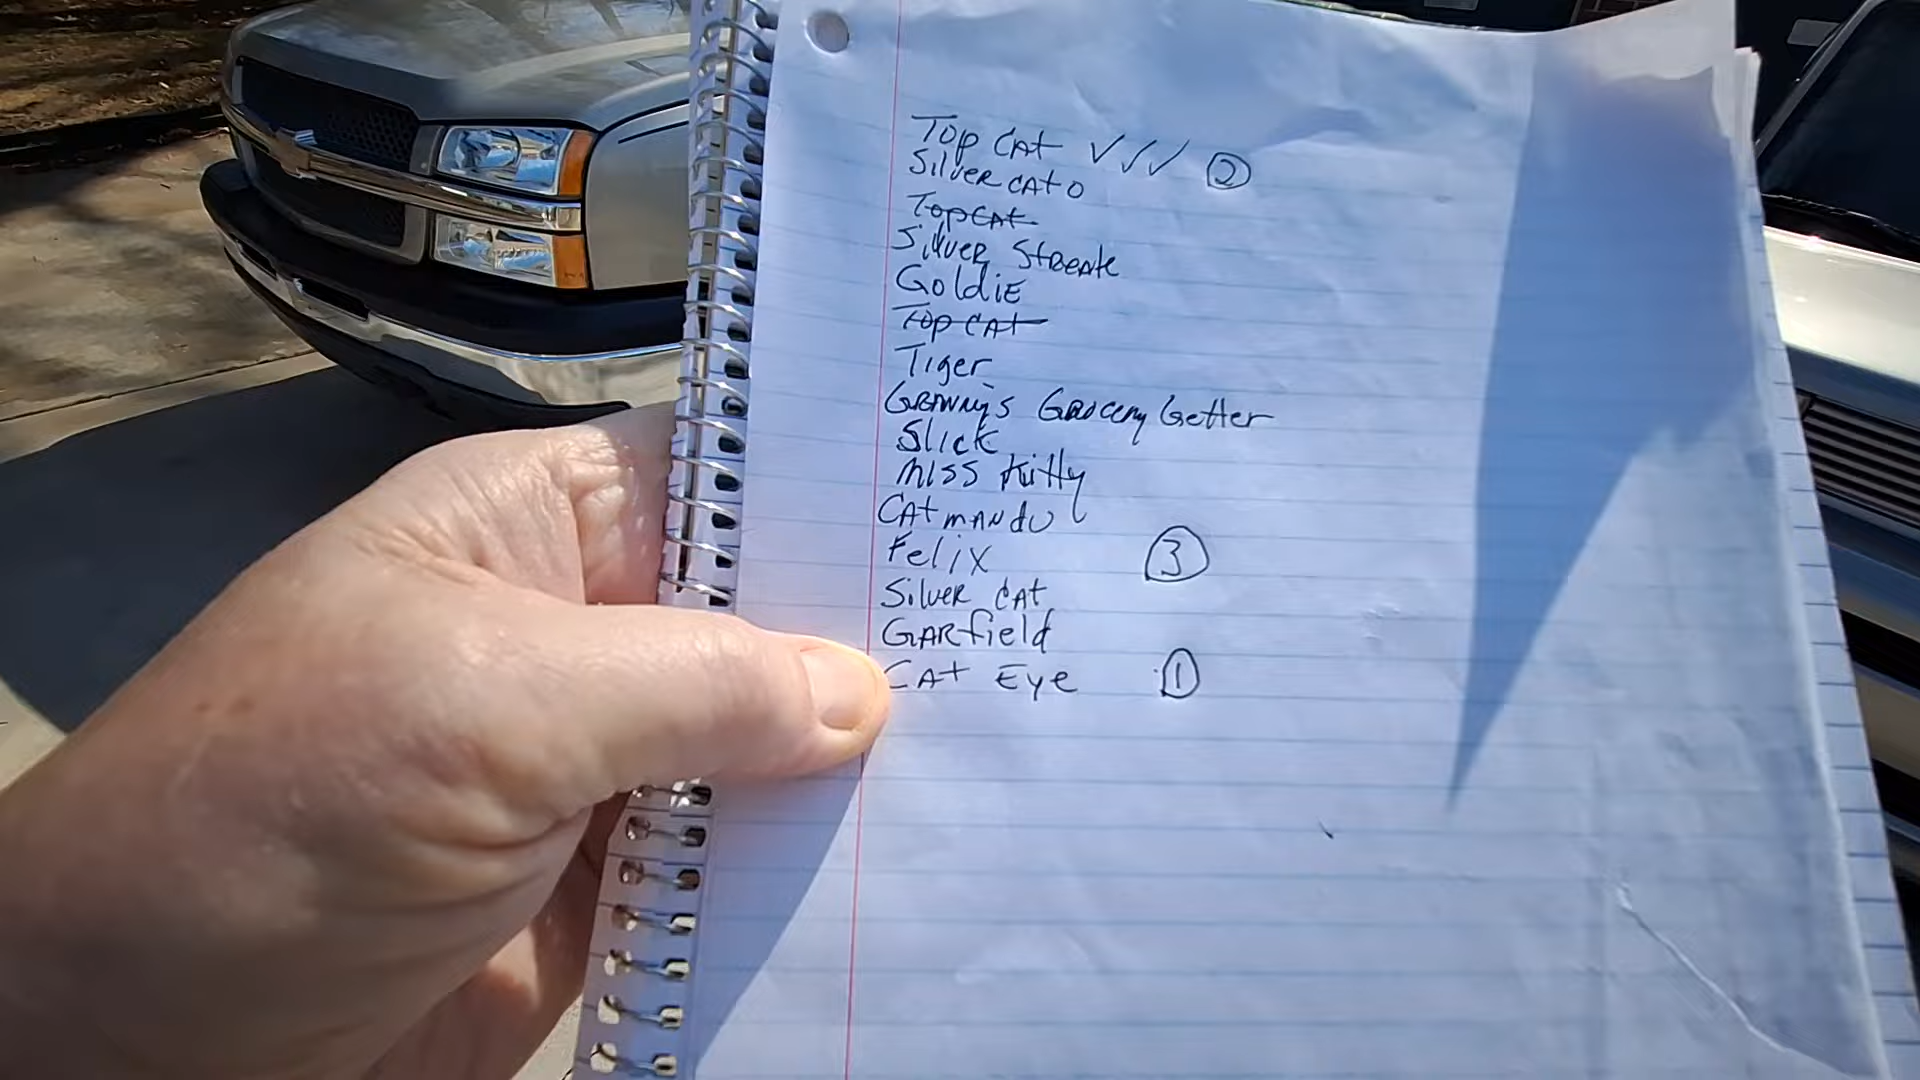 Top Cat ✓✓✓ ②
Silver Cato
Top Cat
Silver Streak
Goldie
Top Cat
Tiger
Granny's Grocery Getter
Slick
Miss Kitty
Catmandu
Felix ③
Silver Cat
Garfield
Cat Eye ①